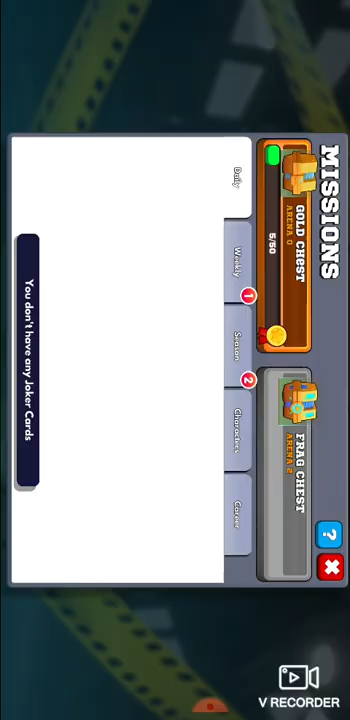 MISSIONS
GOLD CHEST
ARENA 0
5/50
FRAG CHEST
ARENA 2
?
Daily
Weekly
1
Season
2
Characters
Career
You don't have any Joker Cards
V RECORDER